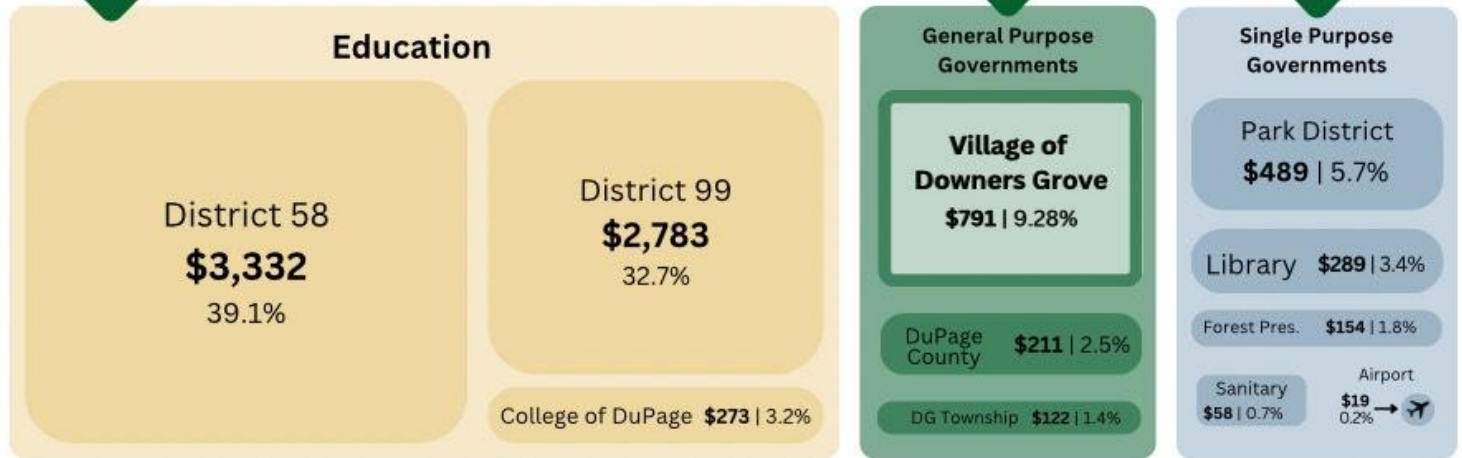 Education
District 58
$3,332
39.1%
District 99
$2,783
32.7%
College of DuPage $273 | 3.2%
General Purpose
Governments
Village of
Downers Grove
$791 | 9.28%
DuPage
County
$211 | 2.5%
DG Township $122 | 1.4%
Single Purpose
Governments
Park District
$489 | 5.7%
Library $289 | 3.4%
Forest Pres. $154 | 1.8%
Sanitary
$58 | 0.7%
Airport
$19
0.2%